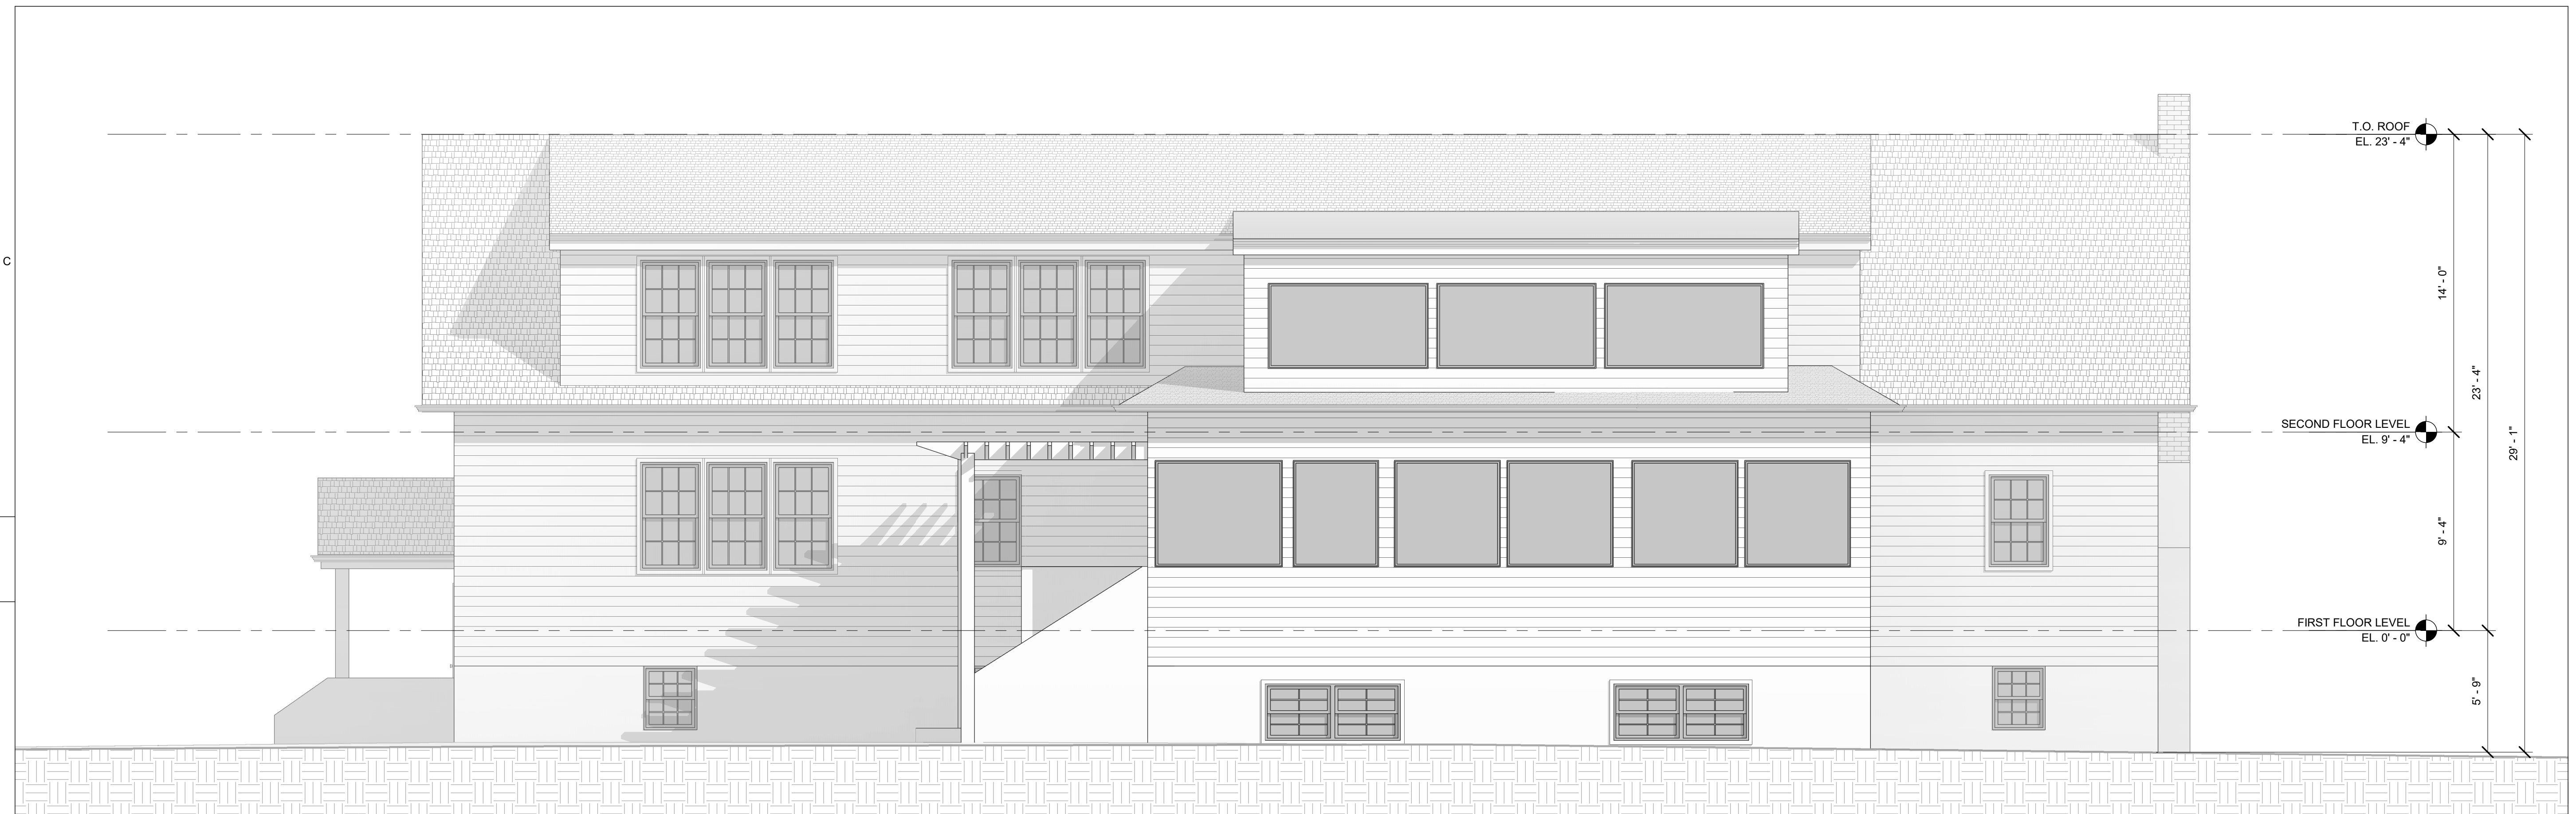 T.O. ROOF
EL. 23' - 4"
C
14' - 0"
23' - 4"
SECOND FLOOR LEVEL
EL. 9' - 4"
29' - 1"
9' - 4"
FIRST FLOOR LEVEL
EL. 0' - 0"
5' - 9"